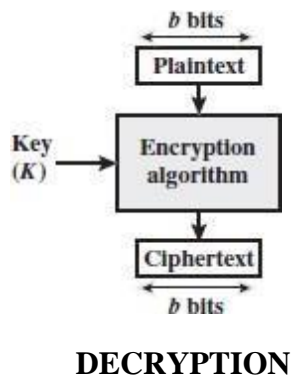 b bits
Plaintext
Key
(K)
Encryption
algorithm
Ciphertext
b bits
DECRYPTION